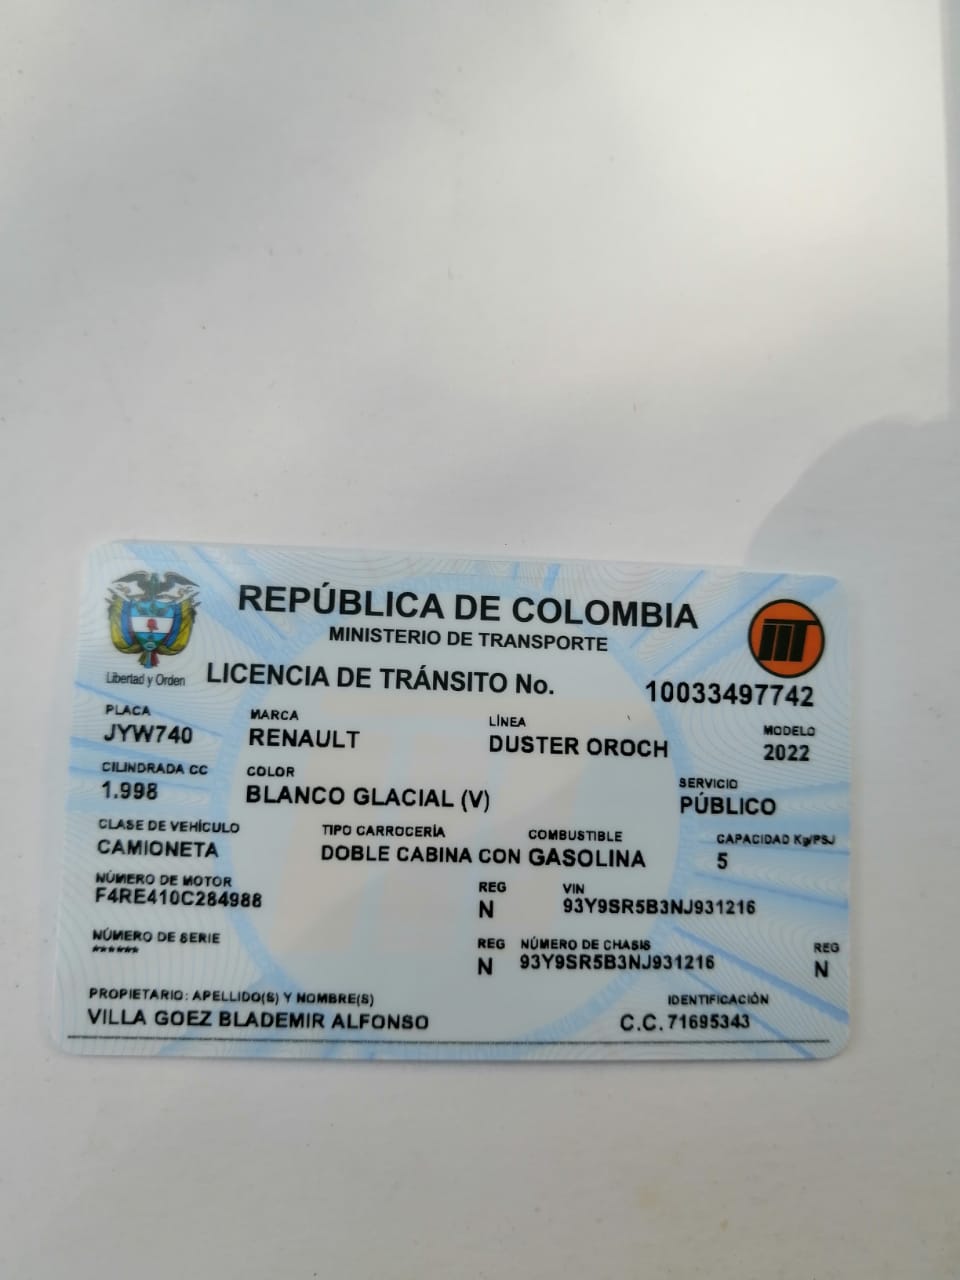 REPÚBLICA DE COLOMBIA
MINISTERIO DE TRANSPORTE
Libertad y Orden
LICENCIA DE TRÁNSITO No. 10033497742
PLACA MARCA LÍNEA MODELO
JYW740 RENAULT DUSTER OROCH 2022
CILINDRADA CC COLOR SERVICIO
1.998 BLANCO GLACIAL (V) PÚBLICO
CLASE DE VEHÍCULO TIPO CARROCERÍA COMBUSTIBLE CAPACIDAD Kg/PSJ
CAMIONETA DOBLE CABINA CON GASOLINA 5
NÚMERO DE MOTOR REG VIN
F4RE410C284988 N 93Y9SR5B3NJ931216
NÚMERO DE SERIE REG NÚMERO DE CHASIS REG
****** N 93Y9SR5B3NJ931216 N
PROPIETARIO: APELLIDO(S) Y NOMBRE(S) IDENTIFICACIÓN
VILLA GOEZ BLADEMIR ALFONSO C.C. 71695343